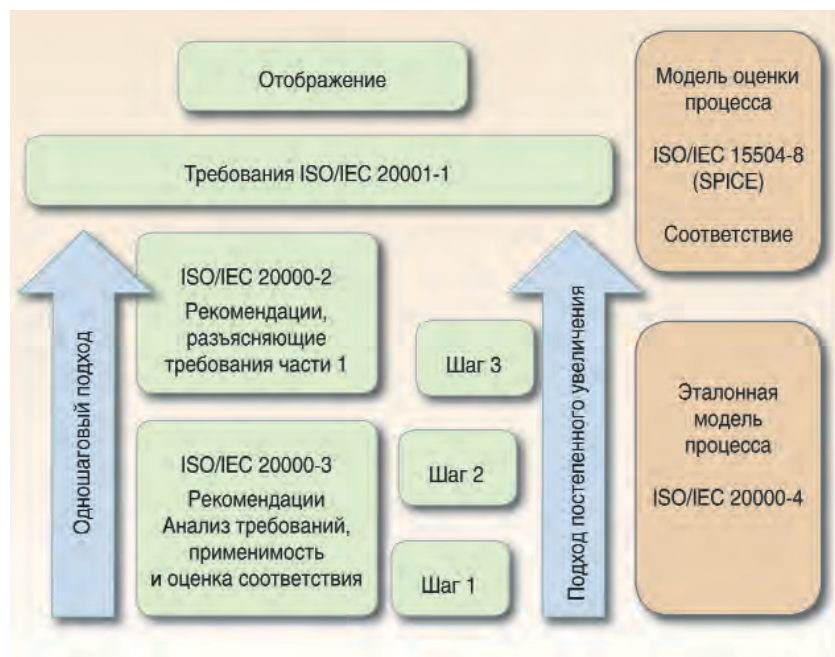 Отображение
Требования ISO/IEC 20001-1
Одношаговый подход
ISO/IEC 20000-2
Рекомендации,
разъясняющие
требования части 1
ISO/IEC 20000-3
Рекомендации
Анализ требований,
применимость
и оценка соответствия
Шаг 3
Шаг 2
Шаг 1
Подход постепенного увеличения
Модель оценки
процесса
ISO/IEC 15504-8
(SPICE)
Соответствие
Эталонная
модель
процесса
ISO/IEC 20000-4